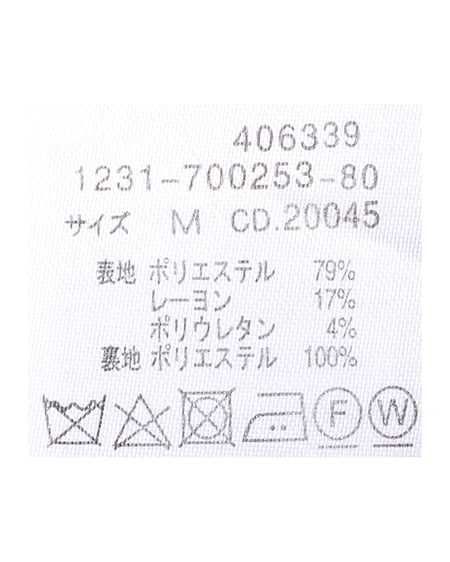 406339
1231-700253-80
サイズ M CD.20045
表地 ポリエステル 79%
レーヨン 17%
ポリウレタン 4%
裏地 ポリエステル 100%
F W